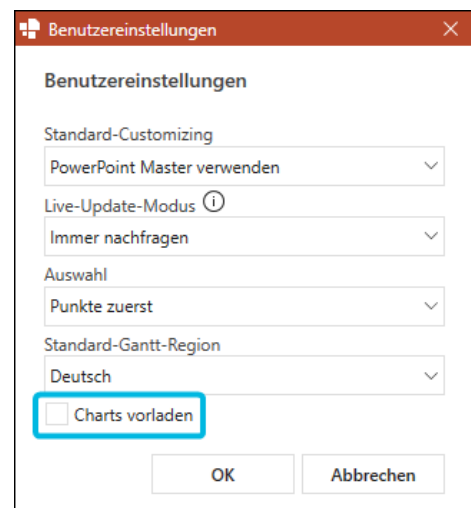 Benutzereinstellungen
Benutzereinstellungen
Standard-Customizing
PowerPoint Master verwenden
Live-Update-Modus
Immer nachfragen
Auswahl
Punkte zuerst
Standard-Gantt-Region
Deutsch
Charts vorladen
OK Abbrechen